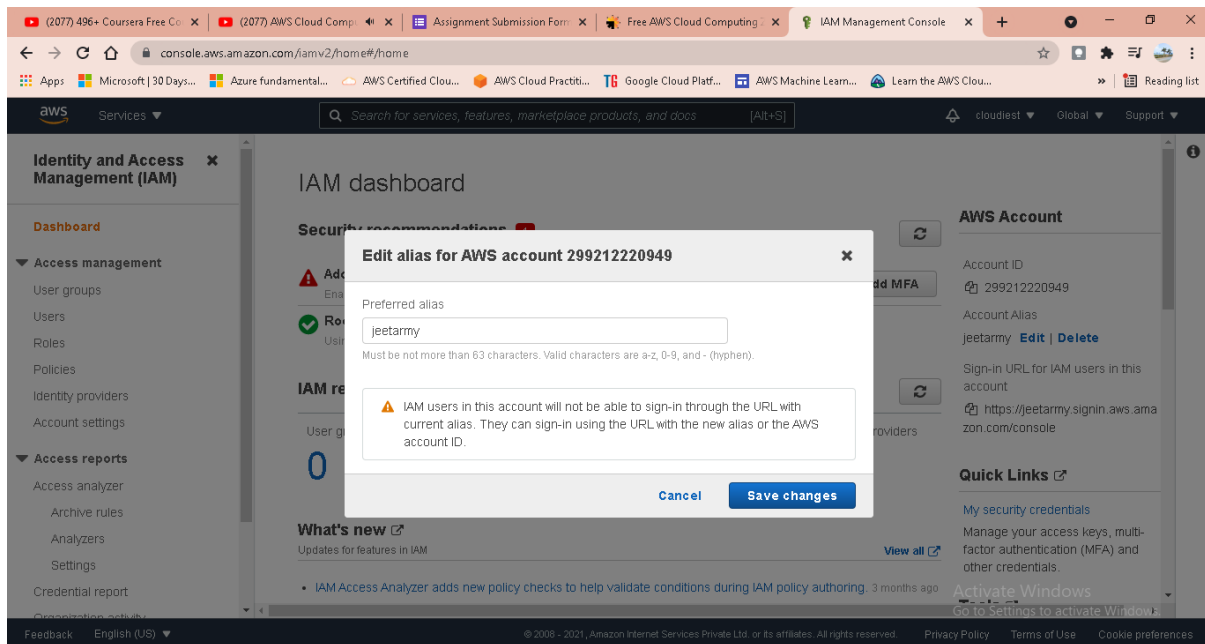 (2077) 496+ Coursera Free Co
(2077) AWS Cloud Compu
Assignment Submission Form
Free AWS Cloud Computing
IAM Management Console
console.aws.amazon.com/iamv2/home#/home
Apps
Microsoft | 30 Days...
Azure fundamental...
AWS Certified Clou...
AWS Cloud Practiti...
Google Cloud Platf...
AWS Machine Learn...
Learn the AWS Clou...
»
Reading list
aws
Services ▼
Search for services, features, marketplace products, and docs
[Alt+S]
cloudiest ▼
Global ▼
Support ▼
Identity and Access
Management (IAM)
Dashboard
Access management
User groups
Users
Roles
Policies
Identity providers
Account settings
Access reports
Access analyzer
Archive rules
Analyzers
Settings
Credential report
IAM dashboard
Edit alias for AWS account 299212220949
Preferred alias
jeetarmy
Must be not more than 63 characters. Valid characters are a-z, 0-9, and - (hyphen).
IAM users in this account will not be able to sign-in through the URL with
current alias. They can sign-in using the URL with the new alias or the AWS
account ID.
Cancel
Save changes
0
What's new
Updates for features in IAM
View all
• IAM Access Analyzer adds new policy checks to help validate conditions during IAM policy authoring. 3 months ago
AWS Account
Account ID
299212220949
Account Alias
jeetarmy Edit | Delete
Sign-in URL for IAM users in this
account
https://jeetarmy.signin.aws.ama
zon.com/console
Quick Links
My security credentials
Manage your access keys, multi-
factor authentication (MFA) and
other credentials.
Activate Windows
Go to Settings to activate Windows.
Feedback
English (US) ▼
© 2008 - 2021, Amazon Internet Services Private Ltd. or its affiliates. All rights reserved.
Privacy Policy
Terms of Use
Cookie preferences